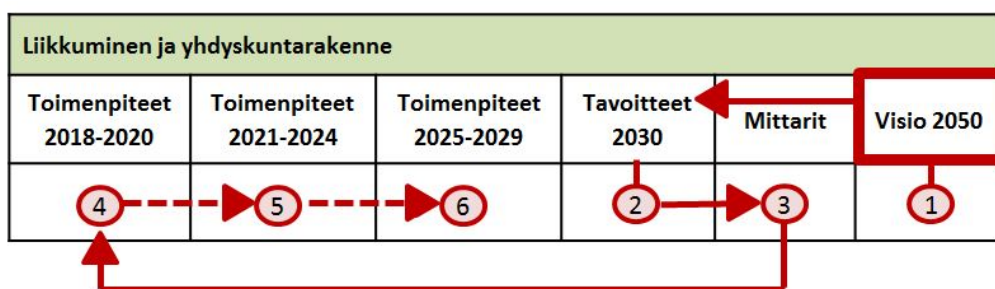 Liikkuminen ja yhdyskuntarakenne
Toimenpiteet
2018-2020
Toimenpiteet
2021-2024
Toimenpiteet
2025-2029
Tavoitteet
2030
Mittarit
Visio 2050
4
5
6
2
3
1